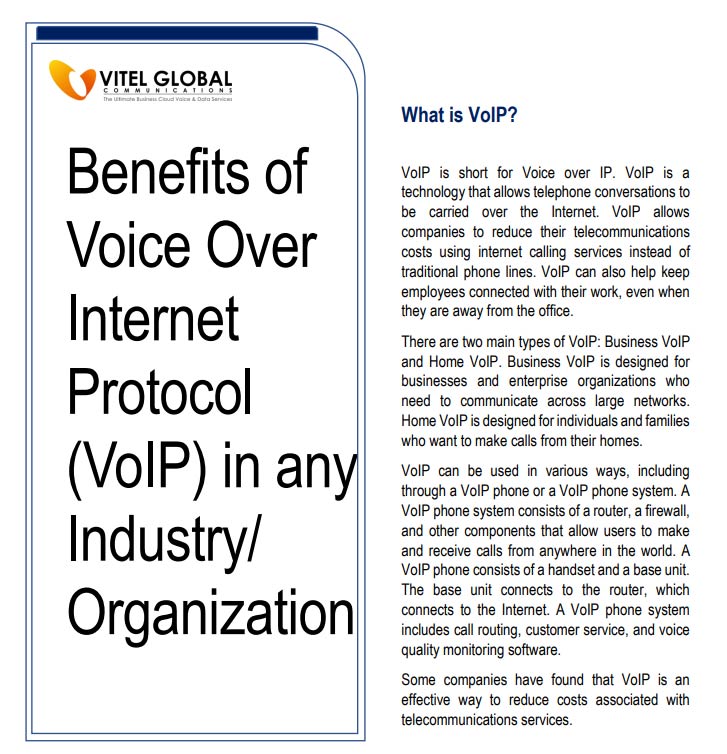 VITEL GLOBAL
COMMUNICATIONS
The Ultimate Business Cloud Voice & Data Services
Benefits of
Voice Over
Internet
Protocol
(VoIP) in any
Industry/
Organization
What is VoIP?
VoIP is short for Voice over IP. VoIP is a
technology that allows telephone conversations to
be carried over the Internet. VoIP allows
companies to reduce their telecommunications
costs using internet calling services instead of
traditional phone lines. VoIP can also help keep
employees connected with their work, even when
they are away from the office.
There are two main types of VoIP: Business VoIP
and Home VoIP. Business VoIP is designed for
businesses and enterprise organizations who
need to communicate across large networks.
Home VoIP is designed for individuals and families
who want to make calls from their homes.
VoIP can be used in various ways, including
through a VoIP phone or a VoIP phone system. A
VoIP phone system consists of a router, a firewall,
and other components that allow users to make
and receive calls from anywhere in the world. A
VoIP phone consists of a handset and a base unit.
The base unit connects to the router, which
connects to the Internet. A VoIP phone system
includes call routing, customer service, and voice
quality monitoring software.
Some companies have found that VoIP is an
effective way to reduce costs associated with
telecommunications services.